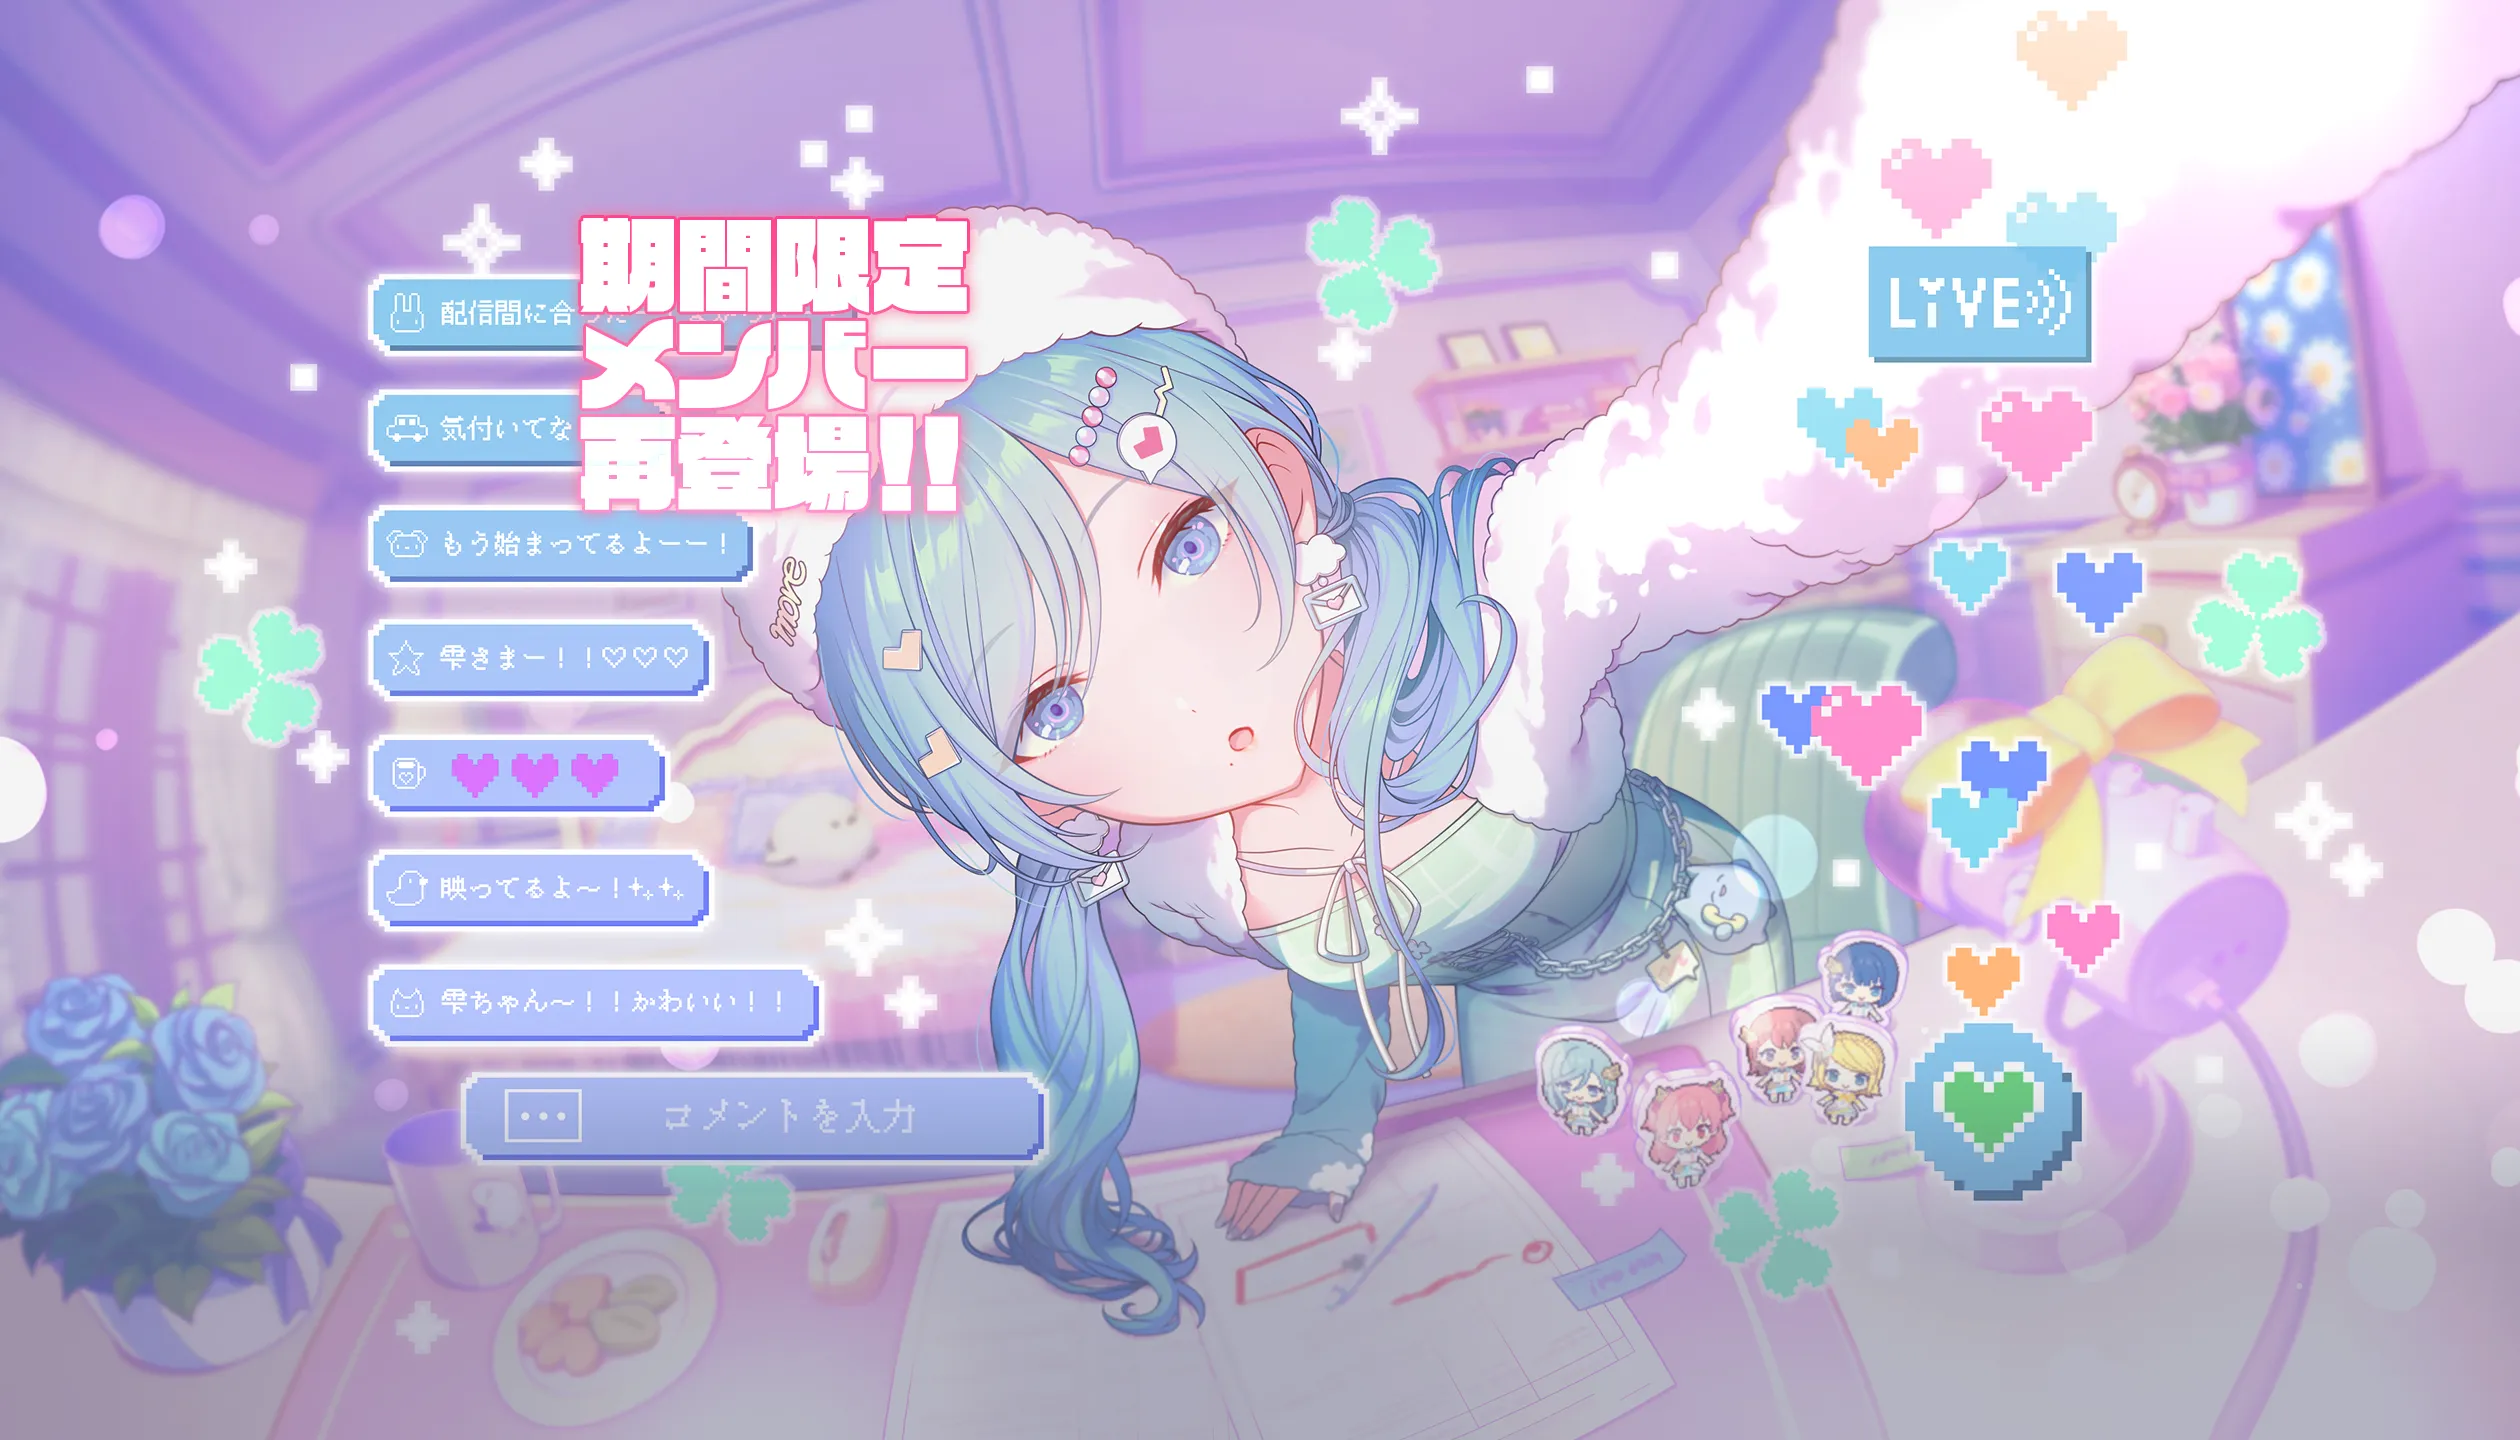 期間限定
メンバー
再登場!!
LIVE
配信間に合
気付いてな
もう始まってるよーー！
more
雫さまー！！♡♡♡
映ってるよ～！
雫ちゃん～！！かわいい！！
コメントを入力